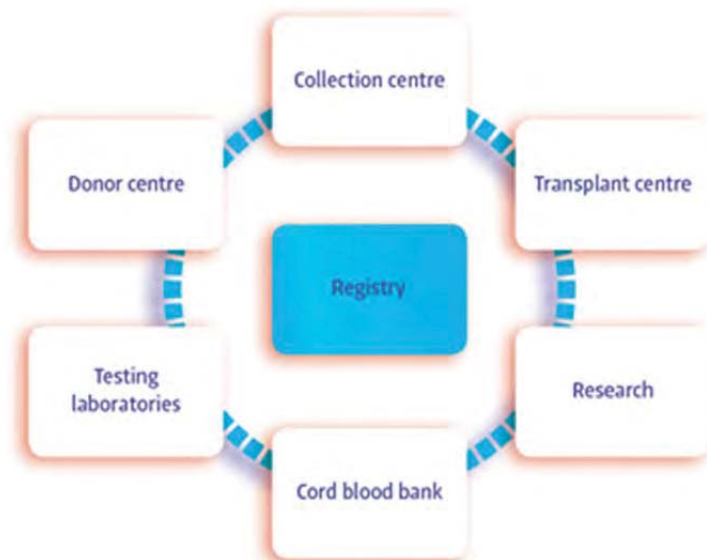 Collection centre
Donor centre
Transplant centre
Registry
Testing
laboratories
Research
Cord blood bank